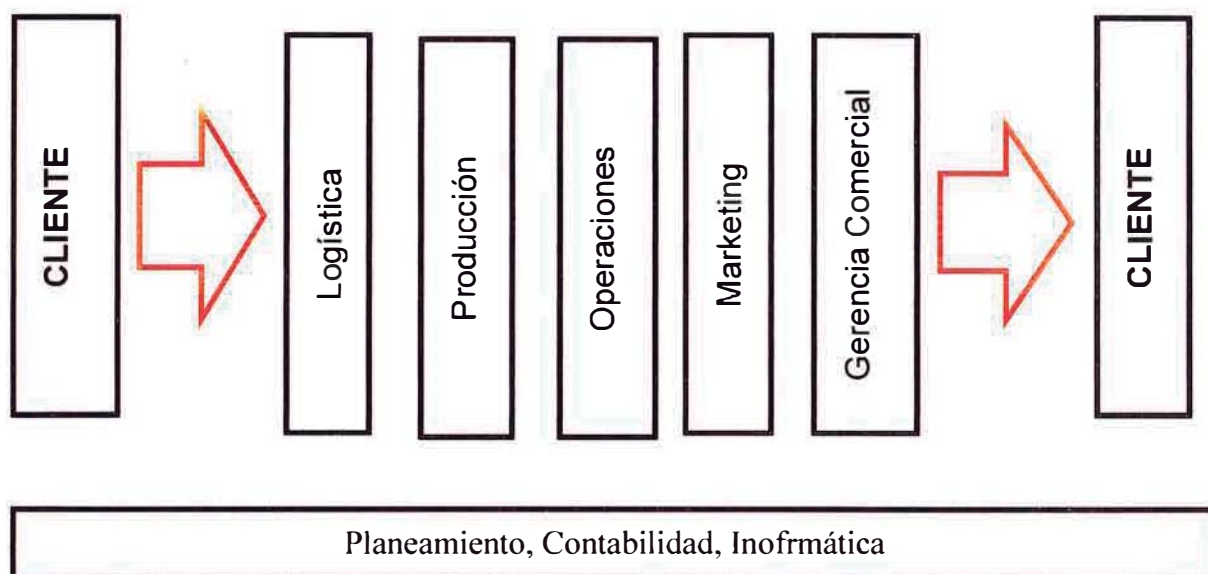 CLIENTE
Logística
Producción
Operaciones
Marketing
Gerencia Comercial
CLIENTE
Planeamiento, Contabilidad, Inofrmática